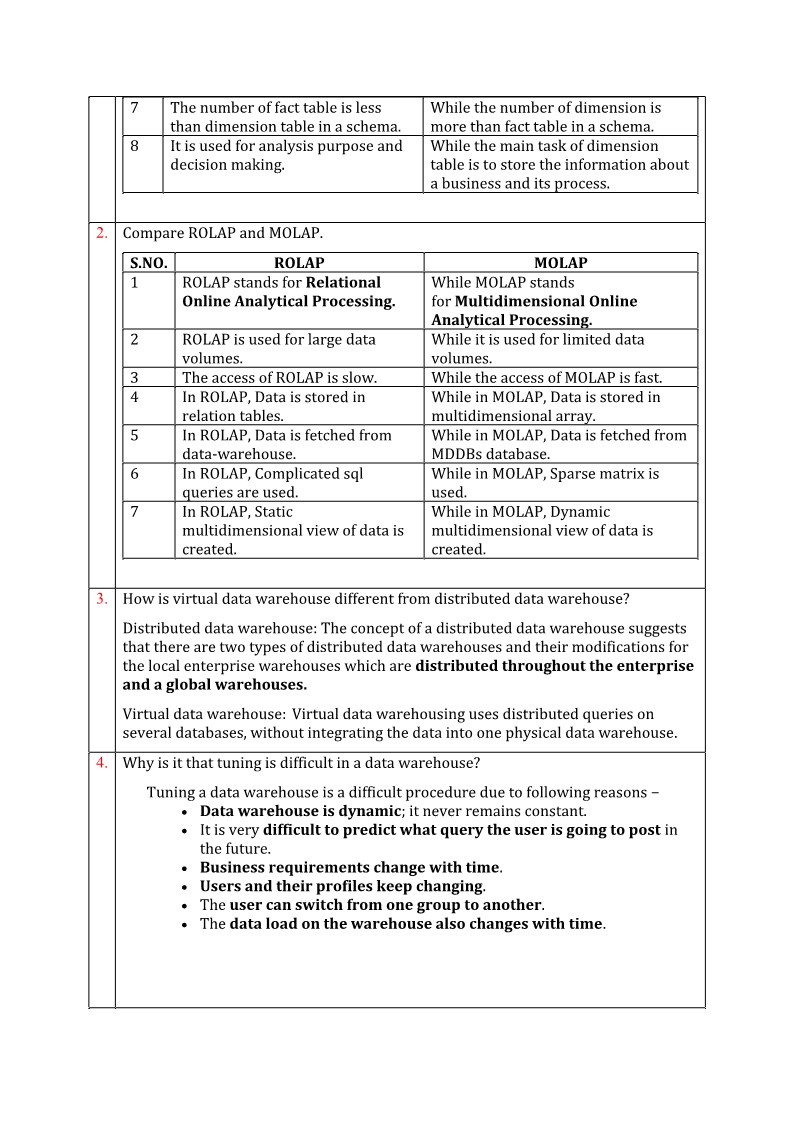 7 The number of fact table is less While the number of dimension is
than dimension table in a schema. more than fact table in a schema.
8 It is used for analysis purpose and While the main task of dimension
decision making. table is to store the information about
a business and its process.
2. Compare ROLAP and MOLAP.
S.NO. ROLAP MOLAP
1 ROLAP stands for Relational While MOLAP stands
Online Analytical Processing. for Multidimensional Online
Analytical Processing.
2 ROLAP is used for large data While it is used for limited data
volumes. volumes.
3 The access of ROLAP is slow. While the access of MOLAP is fast.
4 In ROLAP, Data is stored in While in MOLAP, Data is stored in
relation tables. multidimensional array.
5 In ROLAP, Data is fetched from While in MOLAP, Data is fetched from
data-warehouse. MDDBs database.
6 In ROLAP, Complicated sql While in MOLAP, Sparse matrix is
queries are used. used.
7 In ROLAP, Static While in MOLAP, Dynamic
multidimensional view of data is multidimensional view of data is
created. created.
3. How is virtual data warehouse different from distributed data warehouse?
Distributed data warehouse: The concept of a distributed data warehouse suggests
that there are two types of distributed data warehouses and their modifications for
the local enterprise warehouses which are distributed throughout the enterprise
and a global warehouses.
Virtual data warehouse: Virtual data warehousing uses distributed queries on
several databases, without integrating the data into one physical data warehouse.
4. Why is it that tuning is difficult in a data warehouse?
Tuning a data warehouse is a difficult procedure due to following reasons −
• Data warehouse is dynamic; it never remains constant.
• It is very difficult to predict what query the user is going to post in
the future.
• Business requirements change with time.
• Users and their profiles keep changing.
• The user can switch from one group to another.
• The data load on the warehouse also changes with time.